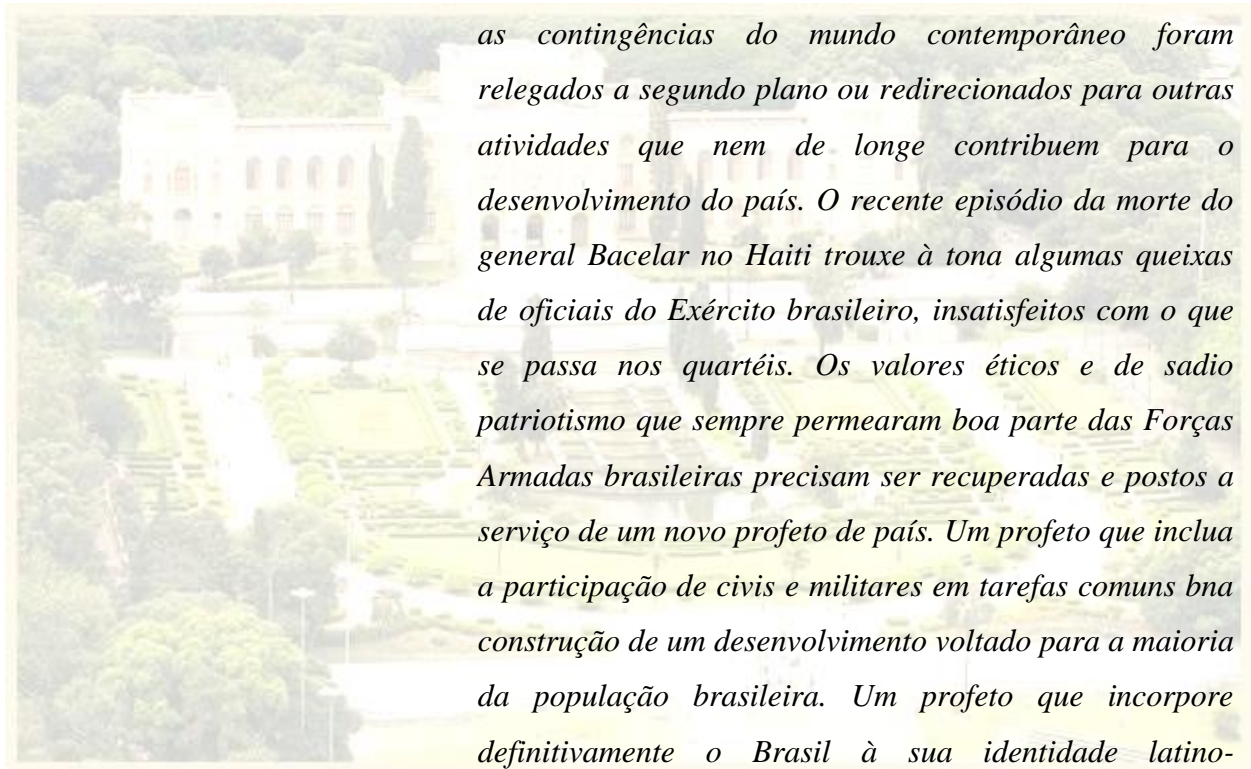 as contingências do mundo contemporâneo foram
relegados a segundo plano ou redirecionados para outras
atividades que nem de longe contribuem para o
desenvolvimento do país. O recente episódio da morte do
general Bacelar no Haiti trouxe à tona algumas queixas
de oficiais do Exército brasileiro, insatisfeitos com o que
se passa nos quartéis. Os valores éticos e de sadio
patriotismo que sempre permearam boa parte das Forças
Armadas brasileiras precisam ser recuperadas e postos a
serviço de um novo profeto de país. Um profeto que inclua
a participação de civis e militares em tarefas comuns bna
construção de um desenvolvimento voltado para a maioria
da população brasileira. Um profeto que incorpore
definitivamente o Brasil à sua identidade latino-